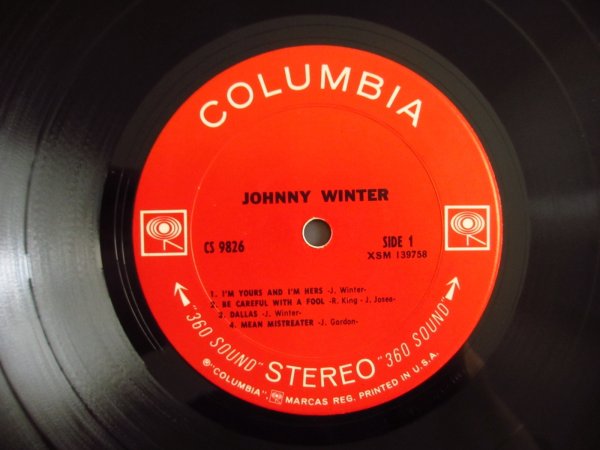 COLUMBIA
JOHNNY WINTER
CS 9826
SIDE 1
XSM 139758
1. I'M YOURS AND I'M HERS -J. Winter-
2. BE CAREFUL WITH A FOOL -R. King - J. Josea-
3. DALLAS -J. Winter-
4. MEAN MISTREATER -J. Gordon-
"360 SOUND" STEREO "360 SOUND"
® "COLUMBIA", MARCAS REG. PRINTED IN U.S.A.